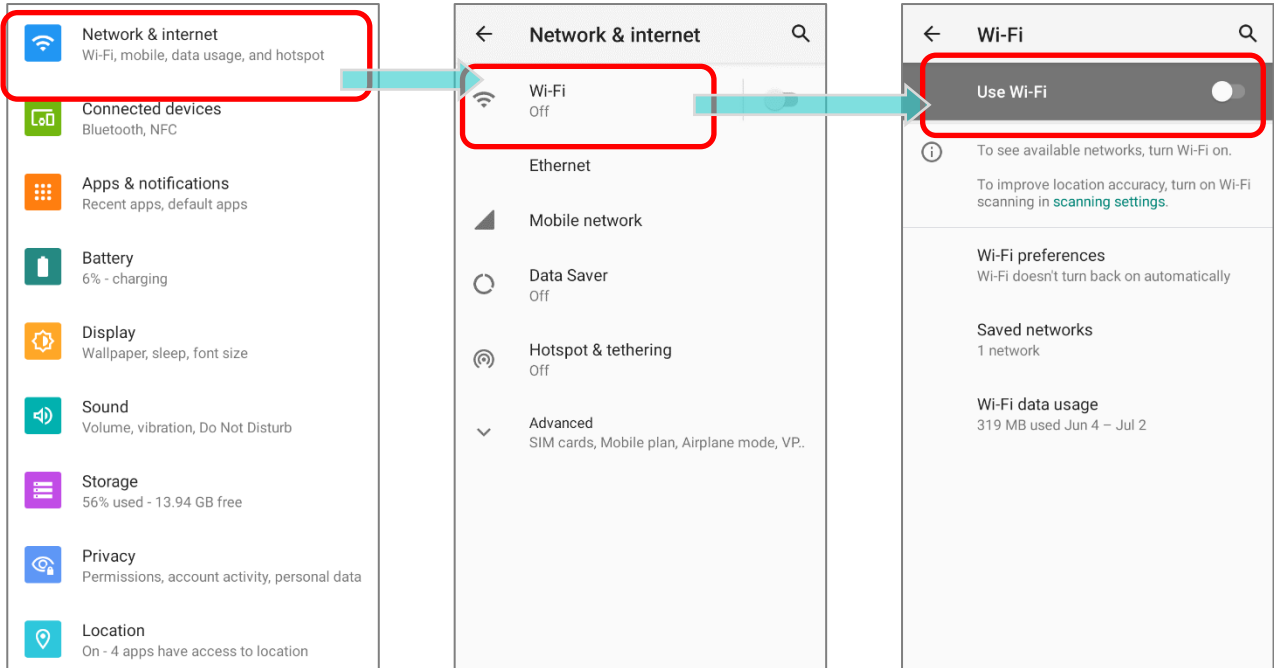 Network & internet
Wi-Fi, mobile, data usage, and hotspot
Connected devices
Bluetooth, NFC
Apps & notifications
Recent apps, default apps
Battery
6% - charging
Display
Wallpaper, sleep, font size
Sound
Volume, vibration, Do Not Disturb
Storage
56% used - 13.94 GB free
Privacy
Permissions, account activity, personal data
Location
On - 4 apps have access to location
Network & internet
Wi-Fi
Off
Ethernet
Mobile network
Data Saver
Off
Hotspot & tethering
Off
Advanced
SIM cards, Mobile plan, Airplane mode, VP..
Wi-Fi
Use Wi-Fi
To see available networks, turn Wi-Fi on.
To improve location accuracy, turn on Wi-Fi
scanning in scanning settings.
Wi-Fi preferences
Wi-Fi doesn't turn back on automatically
Saved networks
1 network
Wi-Fi data usage
319 MB used Jun 4 – Jul 2